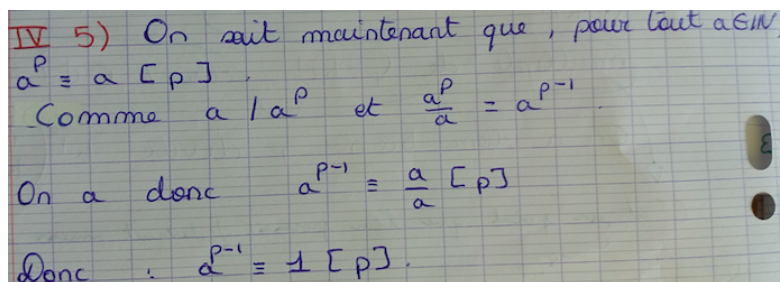 IV 5) On sait maintenant que, pour tout a∈ℕ,
a^p ≡ a [p].
Comme a / a^p et a^p/a = a^{p-1}.
On a donc a^{p-1} ≡ a/a [p]
Donc : a^{p-1} ≡ 1 [p].